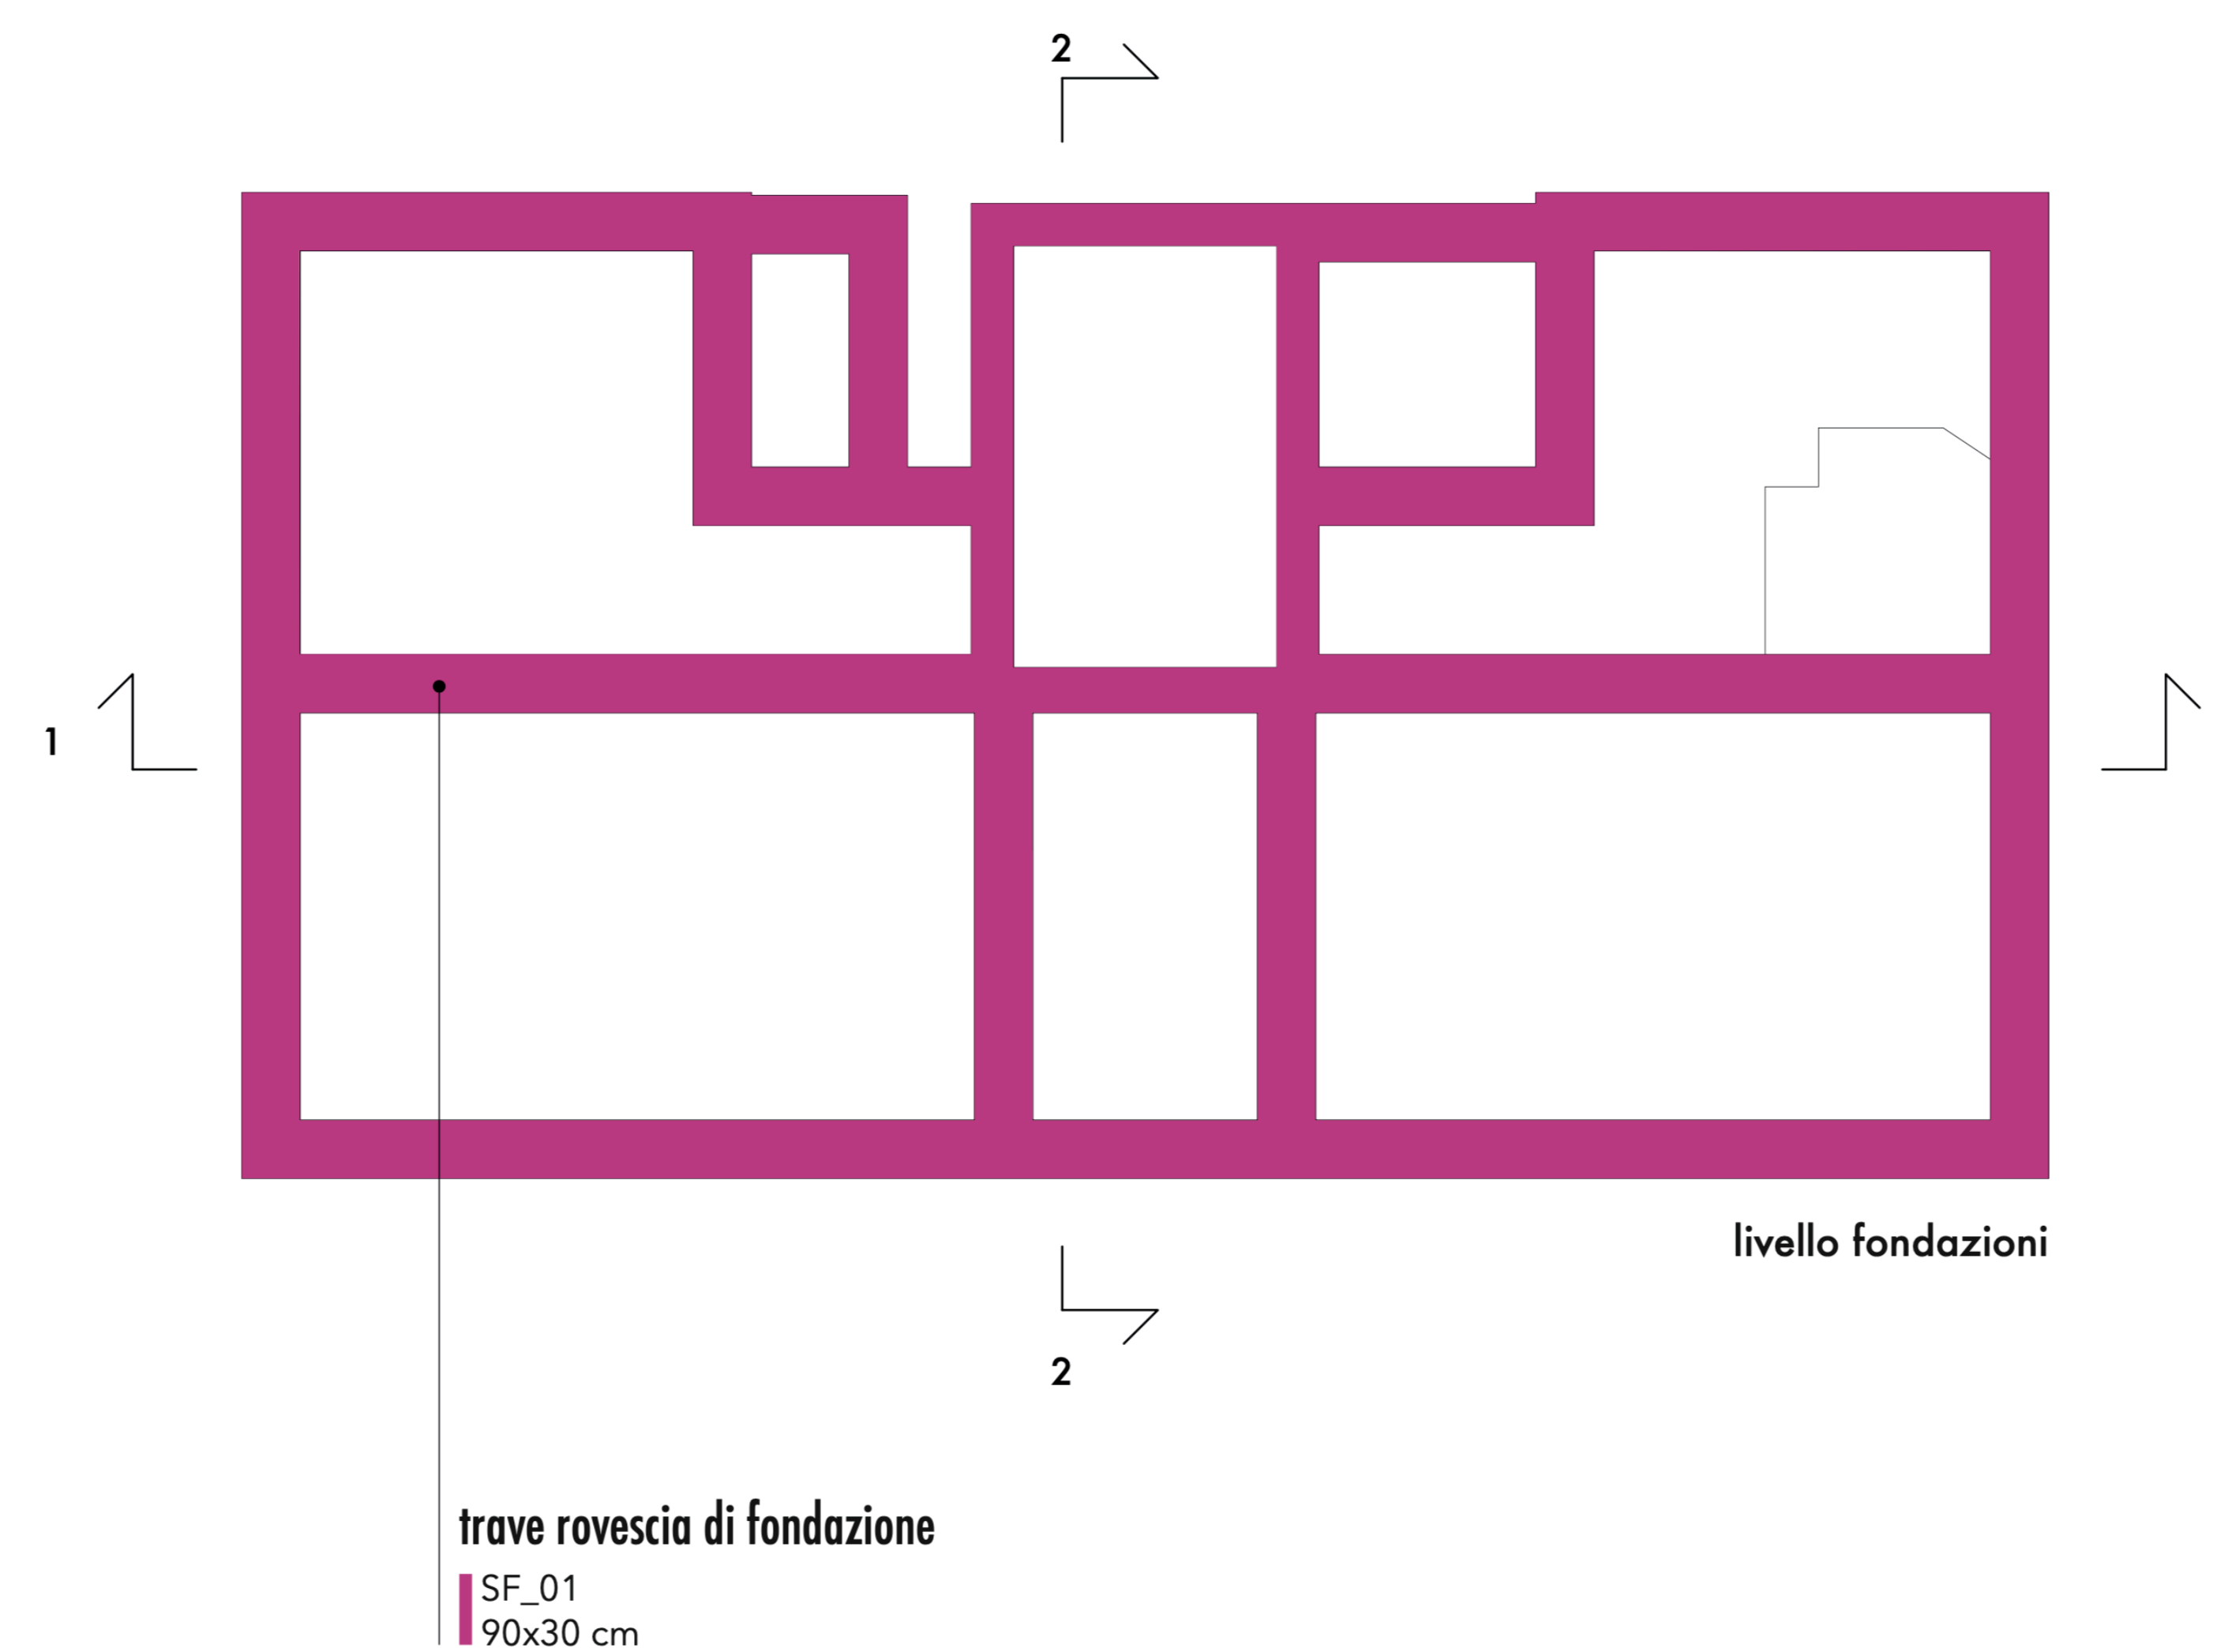 2
1
livello fondazioni
2
trave rovescia di fondazione
SF_01
90x30 cm